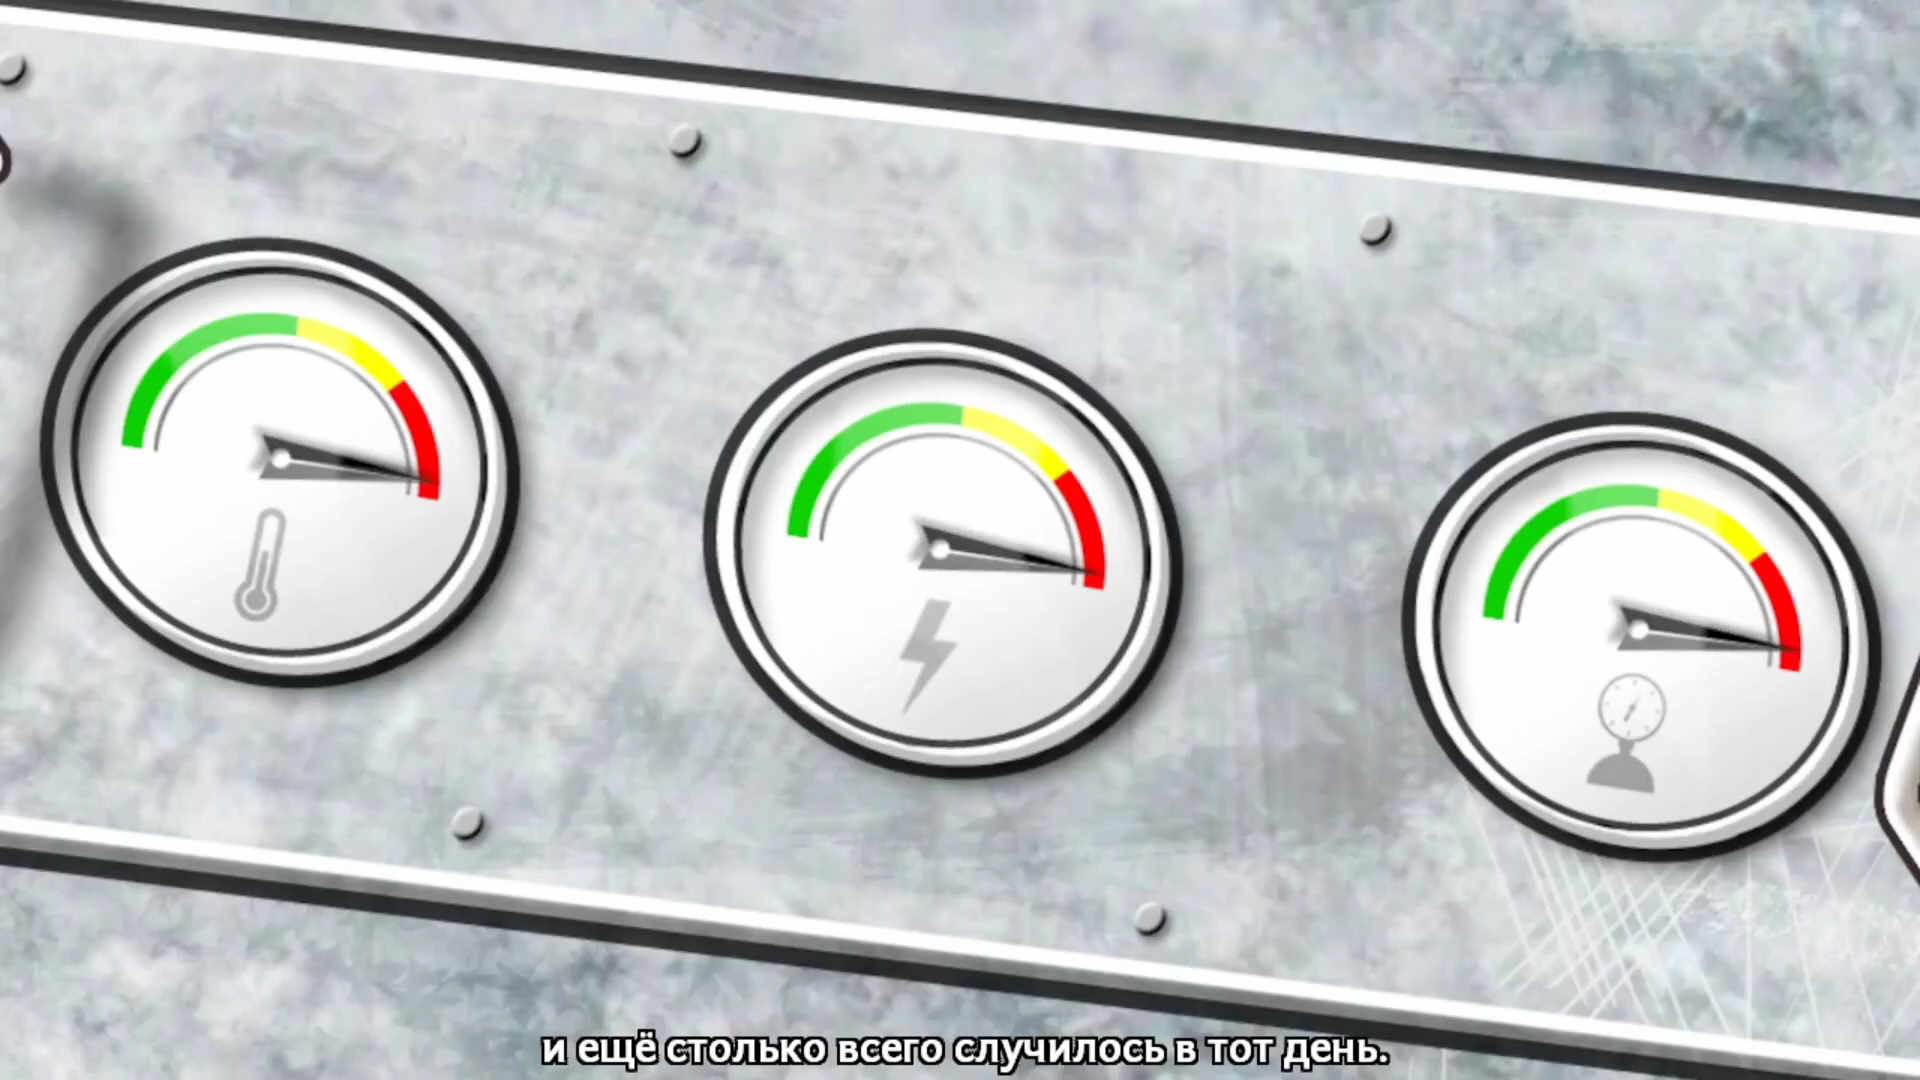 и ещё столько всего случилось в тот день.